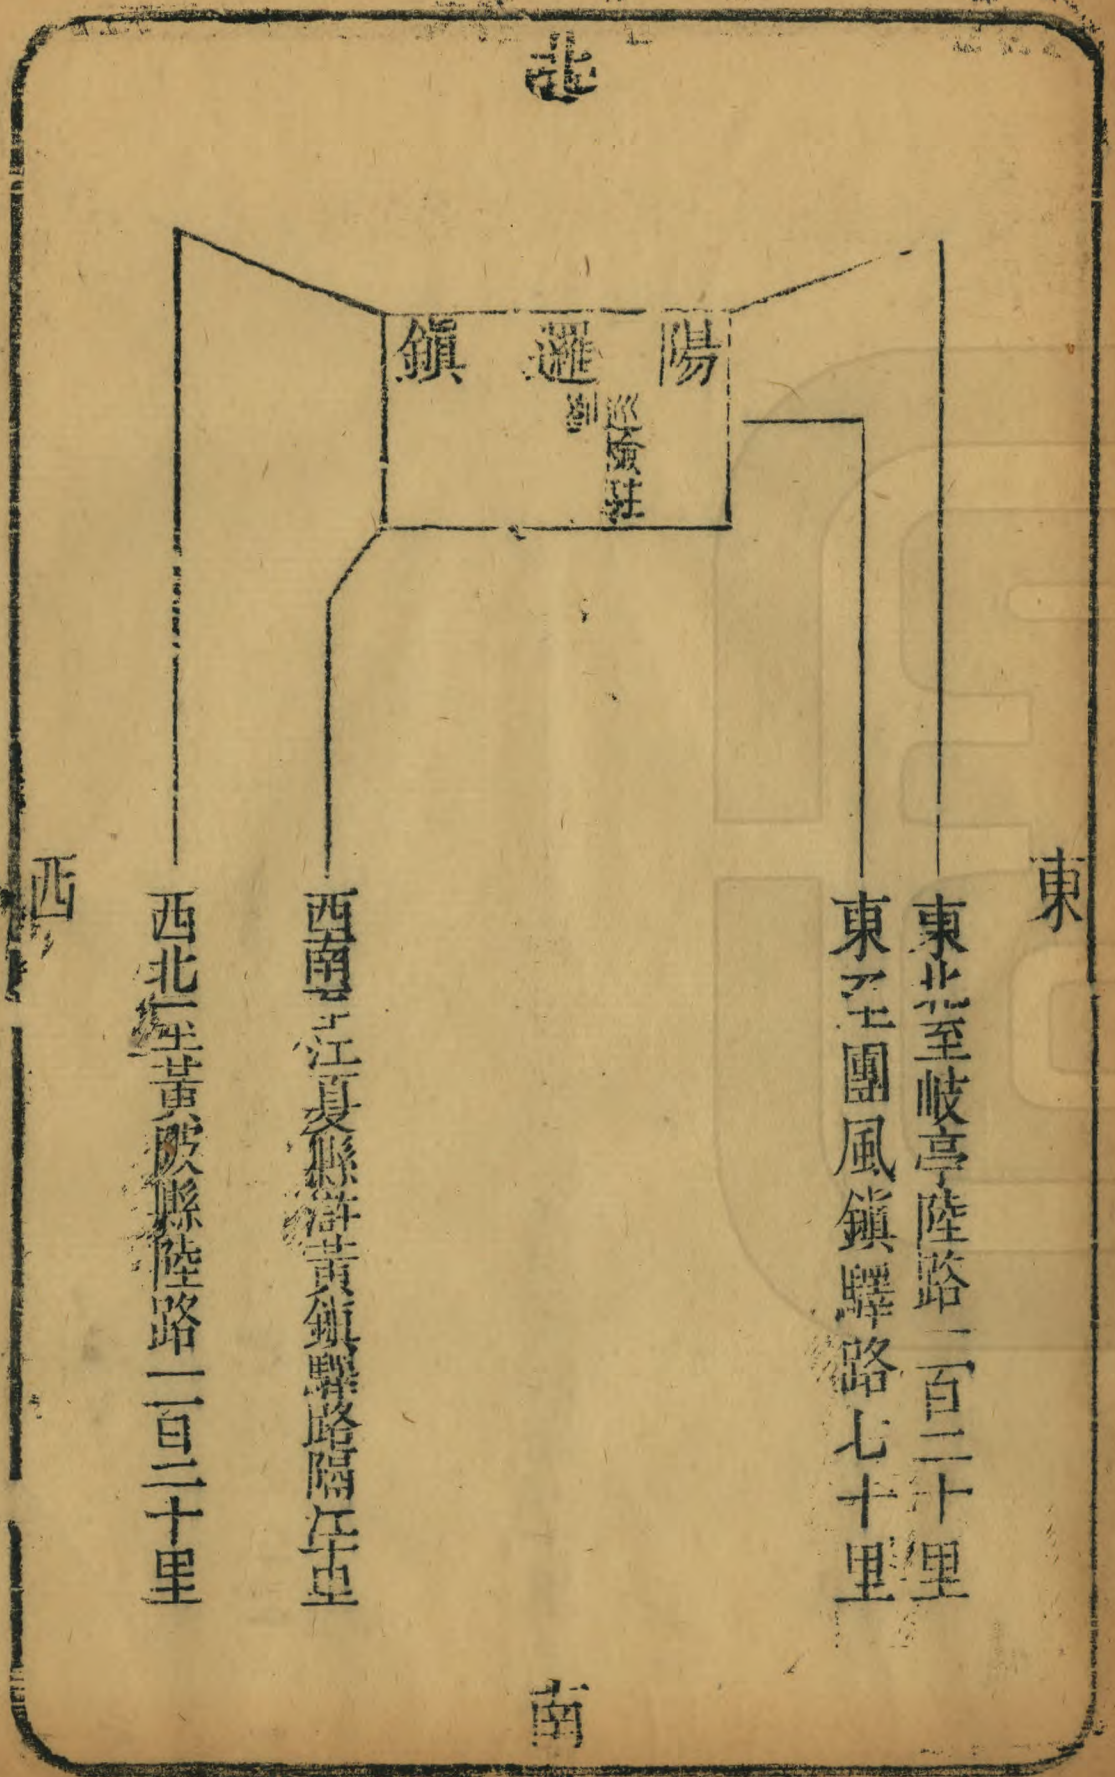 北
陽邏鎮
巡檢駐劄
東
東北至岐亭陸路一百二十里
東至團風鎮驛路七十里
西南至江夏縣滸黃鎮驛路隔江十里
西北至黃陂縣陸路一百二十里
西
南